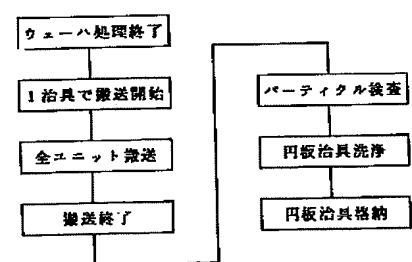 ウェーハ処理終了
1治具で搬送開始
全ユニット搬送
搬送終了
パーティクル検査
円板治具洗浄
円板治具格納